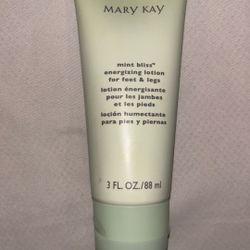 MARY KAY
mint bliss™
energizing lotion
for feet & legs
lotion énergisante
pour les jambes
et les pieds
loción humectante
para pies y piernas
3 FL. OZ./88 ml